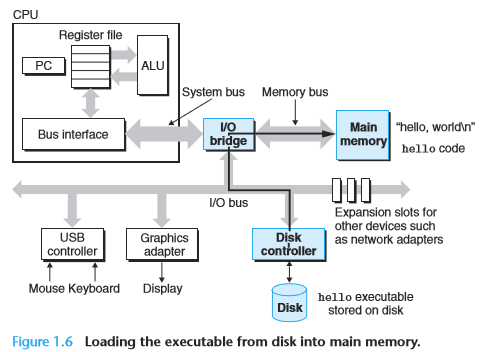 CPU
Register file
PC
ALU
System bus
Memory bus
Bus interface
I/O
bridge
Main
memory
"hello, world\n"
hello code
I/O bus
Expansion slots for
other devices such
as network adapters
USB
controller
Graphics
adapter
Disk
controller
Mouse Keyboard
Display
Disk
hello executable
stored on disk
Figure 1.6 Loading the executable from disk into main memory.